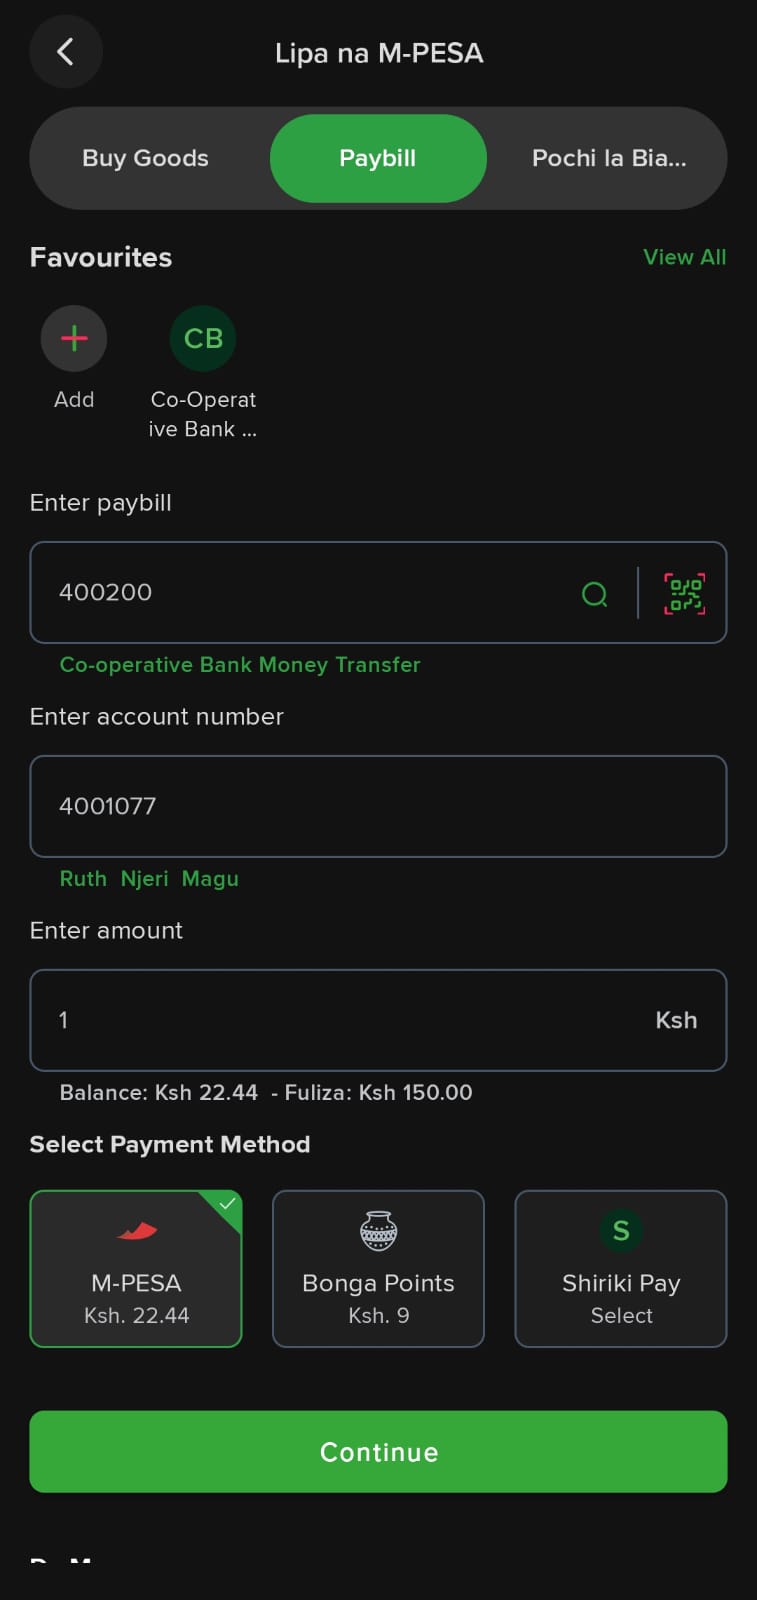 Lipa na M-PESA
Buy Goods
Paybill
Pochi la Bia...
Favourites
View All
CB
Add
Co-Operat
ive Bank ...
Enter paybill
400200
Co-operative Bank Money Transfer
Enter account number
4001077
Ruth Njeri Magu
Enter amount
1
Ksh
Balance: Ksh 22.44 - Fuliza: Ksh 150.00
Select Payment Method
M-PESA
Ksh. 22.44
Bonga Points
Ksh. 9
S
Shiriki Pay
Select
Continue